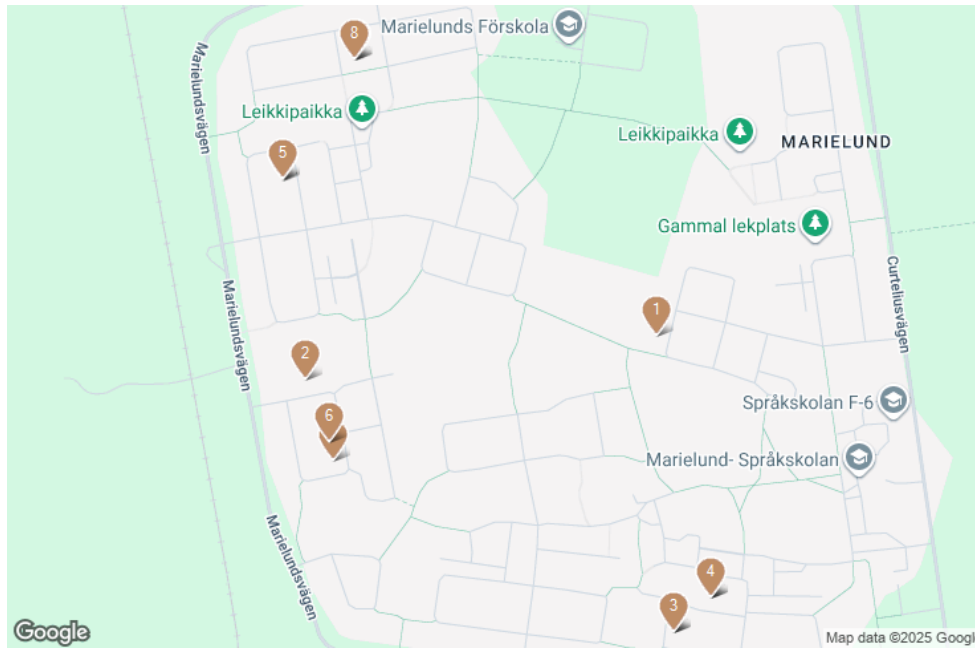 8
Marielunds Förskola
Marielundsvägen
Leikkipaikka
Leikkipaikka
MARIELUND
5
Gammal lekplats
Marielundsvägen
Curteliusvägen
1
2
Språkskolan F-6
6
Marielund- Språkskolan
Marielundsvägen
4
3
Google
Map data ©2025 Google